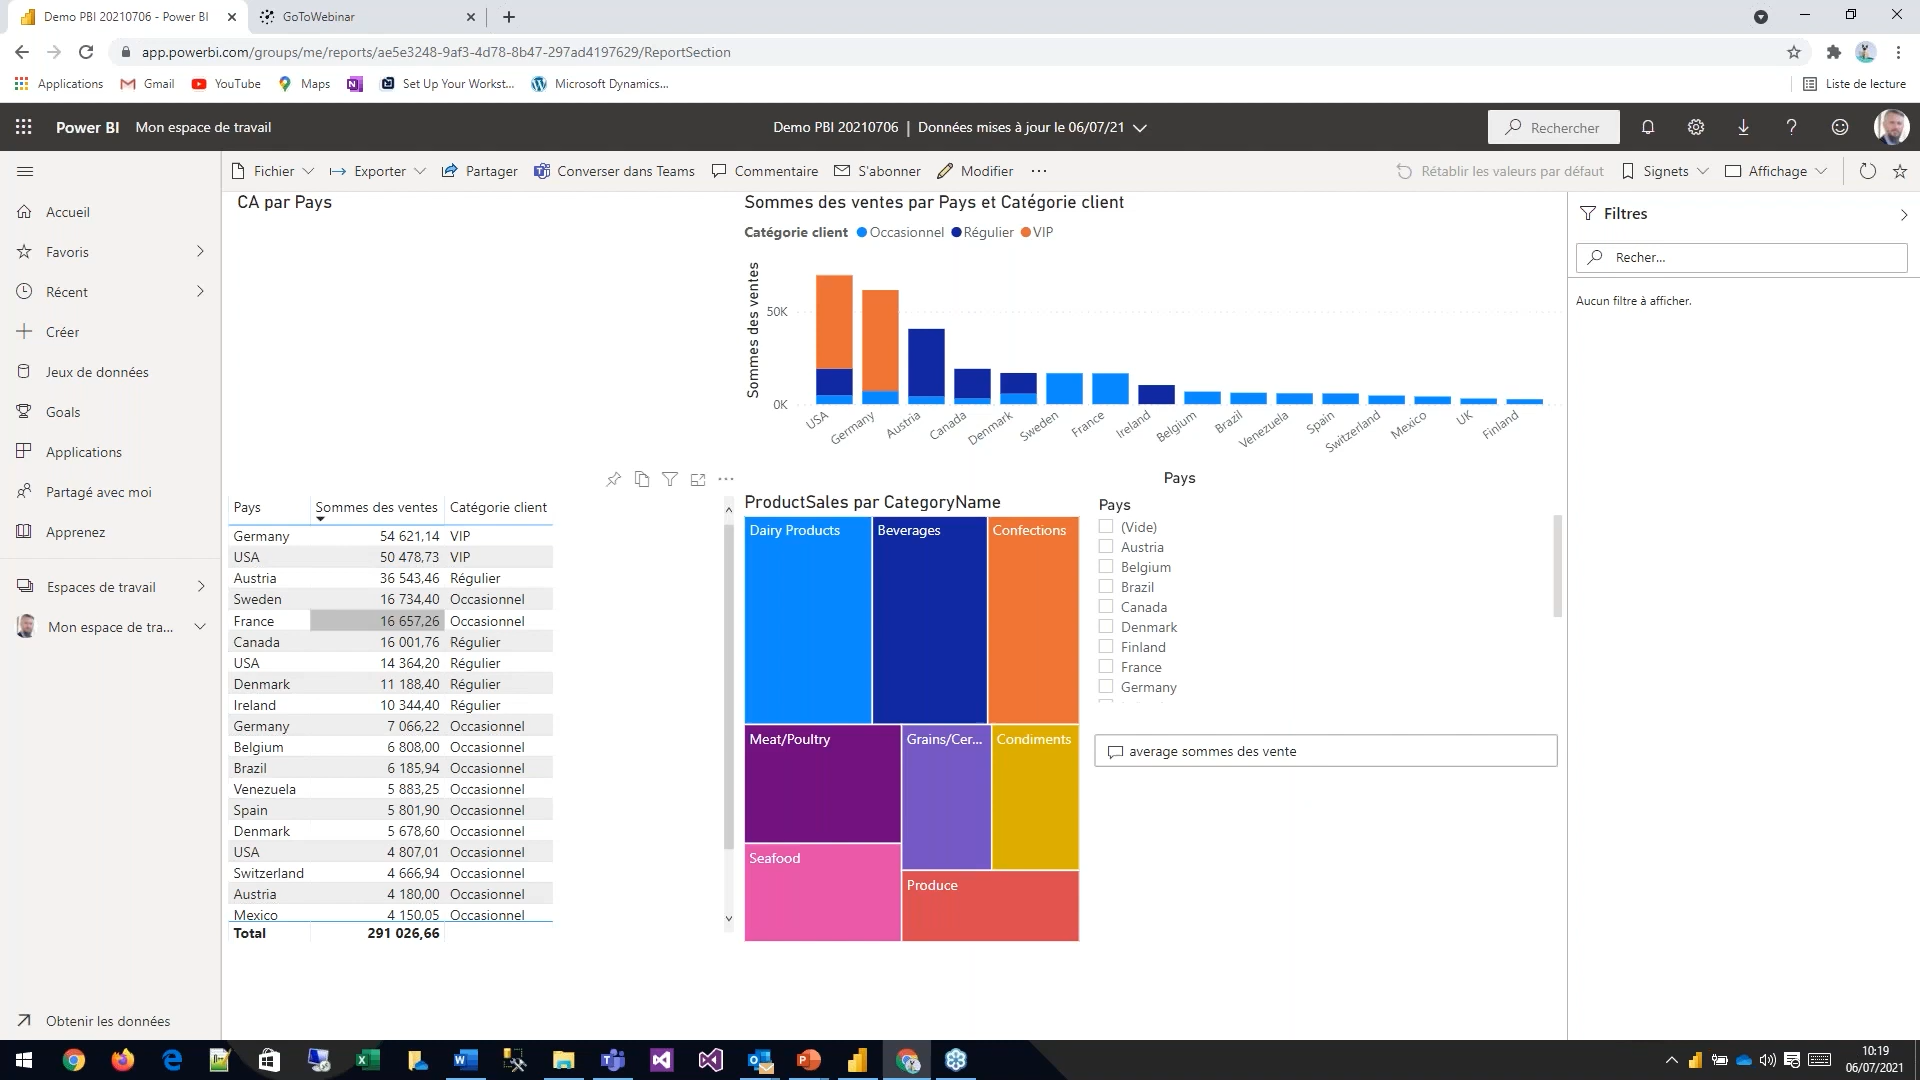 Demo PBI 20210706 - Power BI
GoToWebinar
app.powerbi.com/groups/me/reports/ae5e3248-9af3-4d78-8b47-297ad4197629/ReportSection
Applications Gmail YouTube Maps Set Up Your Workst... Microsoft Dynamics... Liste de lecture
Power BI Mon espace de travail Demo PBI 20210706 | Données mises à jour le 06/07/21 Rechercher
Fichier Exporter Partager Converser dans Teams Commentaire S'abonner Modifier ... Rétablir les valeurs par défaut Signets Affichage
Accueil
Favoris
Récent
Créer
Jeux de données
Goals
Applications
Partagé avec moi
Apprenez
Espaces de travail
Mon espace de tra...
Obtenir les données
CA par Pays
Sommes des ventes par Pays et Catégorie client
Catégorie client Occasionnel Régulier VIP
Sommes des ventes
50K
0K
USA Germany Austria Canada Denmark Sweden France Ireland Belgium Brazil Venezuela Spain Switzerland Mexico UK Finland
Pays Sommes des ventes Catégorie client
Germany 54 621,14 VIP
USA 50 478,73 VIP
Austria 36 543,46 Régulier
Sweden 16 734,40 Occasionnel
France 16 657,26 Occasionnel
Canada 16 001,76 Régulier
USA 14 364,20 Régulier
Denmark 11 188,40 Régulier
Ireland 10 344,40 Régulier
Germany 7 066,22 Occasionnel
Belgium 6 808,00 Occasionnel
Brazil 6 185,94 Occasionnel
Venezuela 5 883,25 Occasionnel
Spain 5 801,90 Occasionnel
Denmark 5 678,60 Occasionnel
USA 4 807,01 Occasionnel
Switzerland 4 666,94 Occasionnel
Austria 4 180,00 Occasionnel
Mexico 4 150,05 Occasionnel
Total 291 026,66
ProductSales par CategoryName
Dairy Products Beverages Confections
Meat/Poultry Grains/Cer... Condiments
Seafood
Produce
Pays
Pays
(Vide)
Austria
Belgium
Brazil
Canada
Denmark
Finland
France
Germany
average sommes des vente
Filtres
Recher...
Aucun filtre à afficher.
10:19
06/07/2021